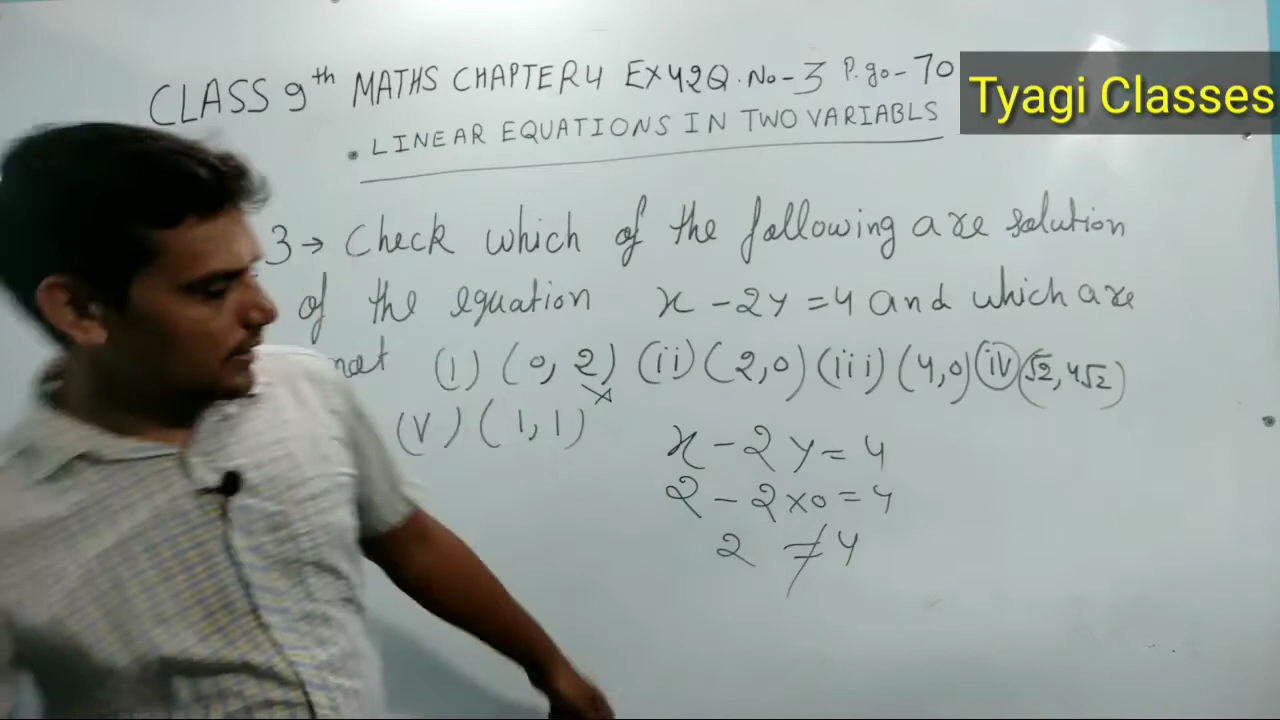 CLASS 9th MATHS CHAPTER 4 EX 4.2 Q. No - 3 P. go - 70
Tyagi Classes
. LINEAR EQUATIONS IN TWO VARIABLS
3 → Check which of the following are solution
of the equation x - 2y = 4 and which are
not (i) (0, 2) (ii) (2,0) (iii) (4,0) (iv) (√2, 4√2)
(V) (1, 1)
x - 2y = 4
2 - 2×0 = 4
2 ≠ 4